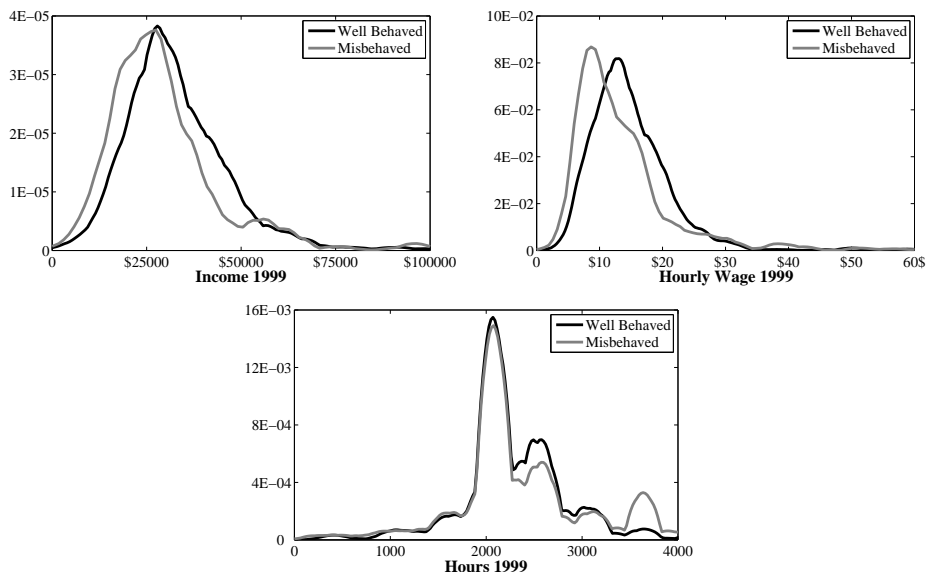 4E−05
3E−05
2E−05
1E−05
0
0
$25000
$50000
$75000
$100000
Income 1999
Well Behaved
Misbehaved
10E−02
8E−02
6E−02
4E−02
2E−02
0
0
$10
$20
$30
$40
$50
60$
Hourly Wage 1999
Well Behaved
Misbehaved
16E−03
12E−04
8E−04
4E−04
0
0
1000
2000
3000
4000
Hours 1999
Well Behaved
Misbehaved